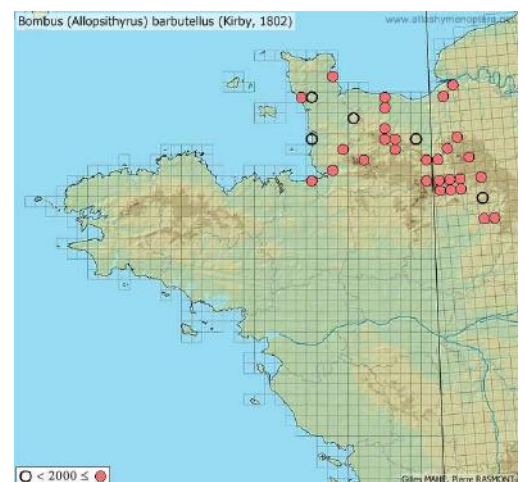 Bombus (Allopsithyrus) barbutellus (Kirby, 1802)
www.atlashymenoptera.net
O < 2000 ≤
Gilles MAHÉ, Pierre RASMONT